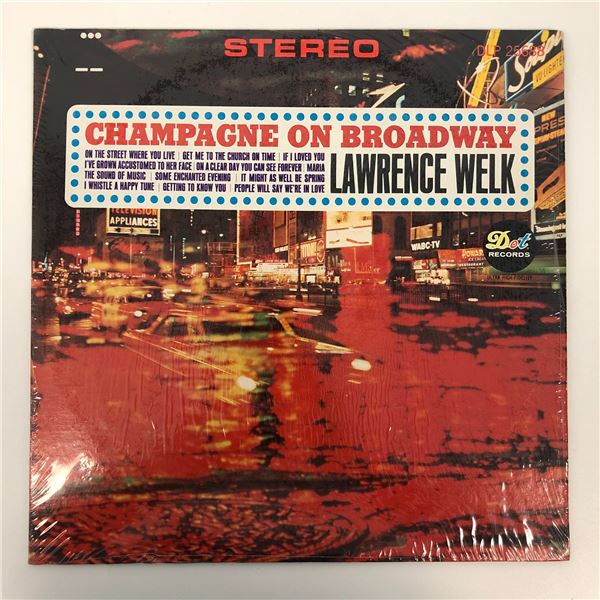 STEREO
DLP 25688
CHAMPAGNE ON BROADWAY
ON THE STREET WHERE YOU LIVE | GET ME TO THE CHURCH ON TIME | IF I LOVED YOU
I'VE GROWN ACCUSTOMED TO HER FACE | ON A CLEAR DAY YOU CAN SEE FOREVER | MARIA
THE SOUND OF MUSIC | SOME ENCHANTED EVENING | IT MIGHT AS WELL BE SPRING
I WHISTLE A HAPPY TUNE | GETTING TO KNOW YOU | PEOPLE WILL SAY WE'RE IN LOVE
LAWRENCE WELK
TELEVISION
APPLIANCES
WABC-TV
Dot
RECORDS